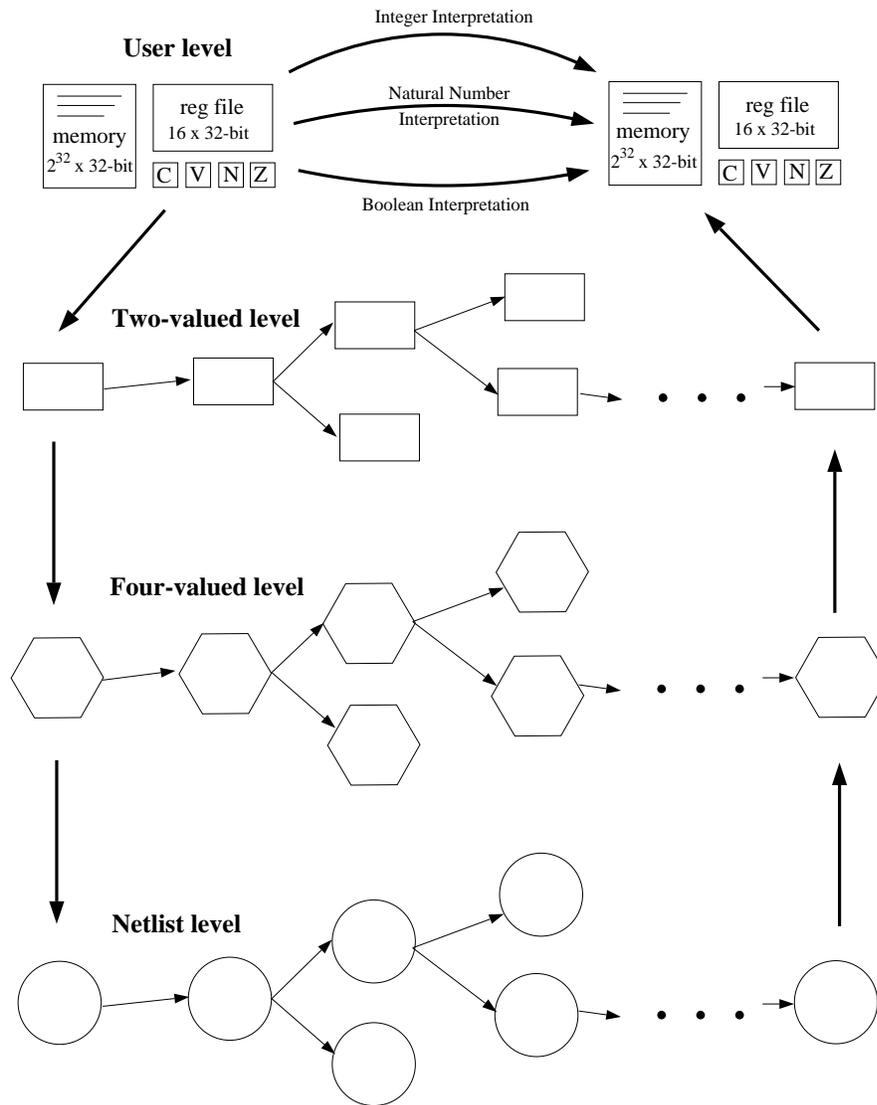 Integer Interpretation
User level
Natural Number
Interpretation
Boolean Interpretation
memory
2^32 x 32-bit
reg file
16 x 32-bit
C V N Z
memory
2^32 x 32-bit
reg file
16 x 32-bit
C V N Z
Two-valued level
Four-valued level
Netlist level